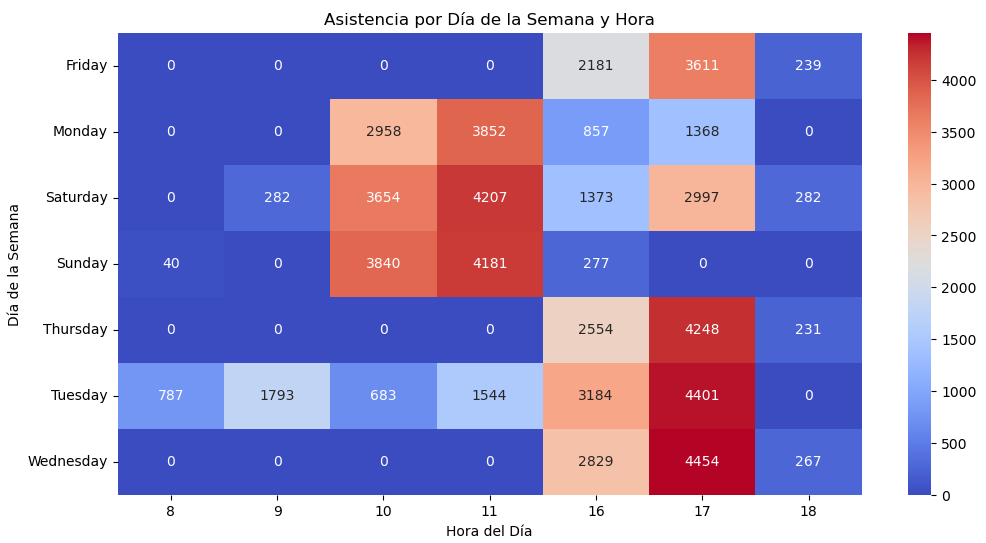 Asistencia por Día de la Semana y Hora
Friday 0 0 0 0 2181 3611 239
Monday 0 0 2958 3852 857 1368 0
Saturday 0 282 3654 4207 1373 2997 282
Sunday 40 0 3840 4181 277 0 0
Thursday 0 0 0 0 2554 4248 231
Tuesday 787 1793 683 1544 3184 4401 0
Wednesday 0 0 0 0 2829 4454 267
8 9 10 11 16 17 18
Hora del Día
Día de la Semana
4000
3500
3000
2500
2000
1500
1000
500
0